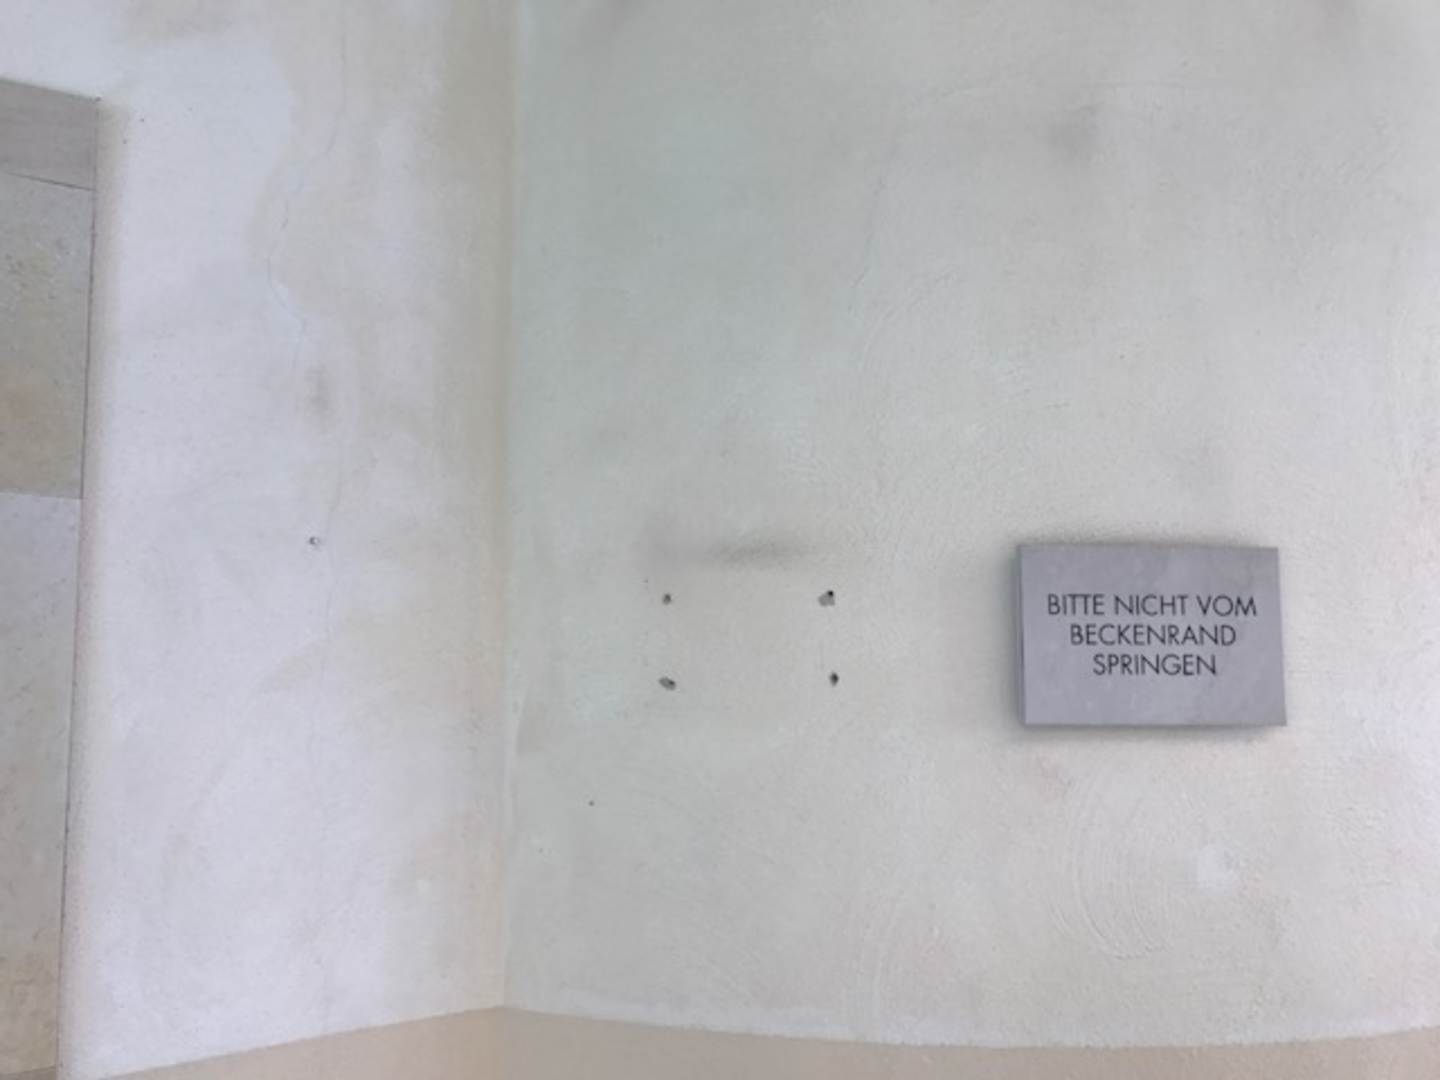 BITTE NICHT VOM
BECKENRAND
SPRINGEN